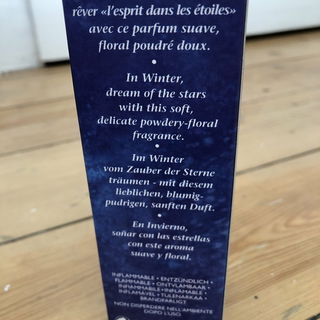 rêver «l'esprit dans les étoiles»
avec ce parfum suave,
floral poudré doux.
In Winter,
dream of the stars
with this soft,
delicate powdery-floral
fragrance.
Im Winter
vom Zauber der Sterne
träumen - mit diesem
lieblichen, blumig-
pudrigen, sanften Duft.
En Invierno,
soñar con las estrellas
con este aroma
suave y floral.
INFLAMMABLE • ENTZÜNDLICH •
FLAMMABLE • ONTVLAMBAAR •
INFIAMMABILE • INFLAMABLE •
INFLAMÁVEL • TULENARKAA •
BRANDFARLIGT
NON DISPERDERE NELL'AMBIENTE
DOPO L'USO